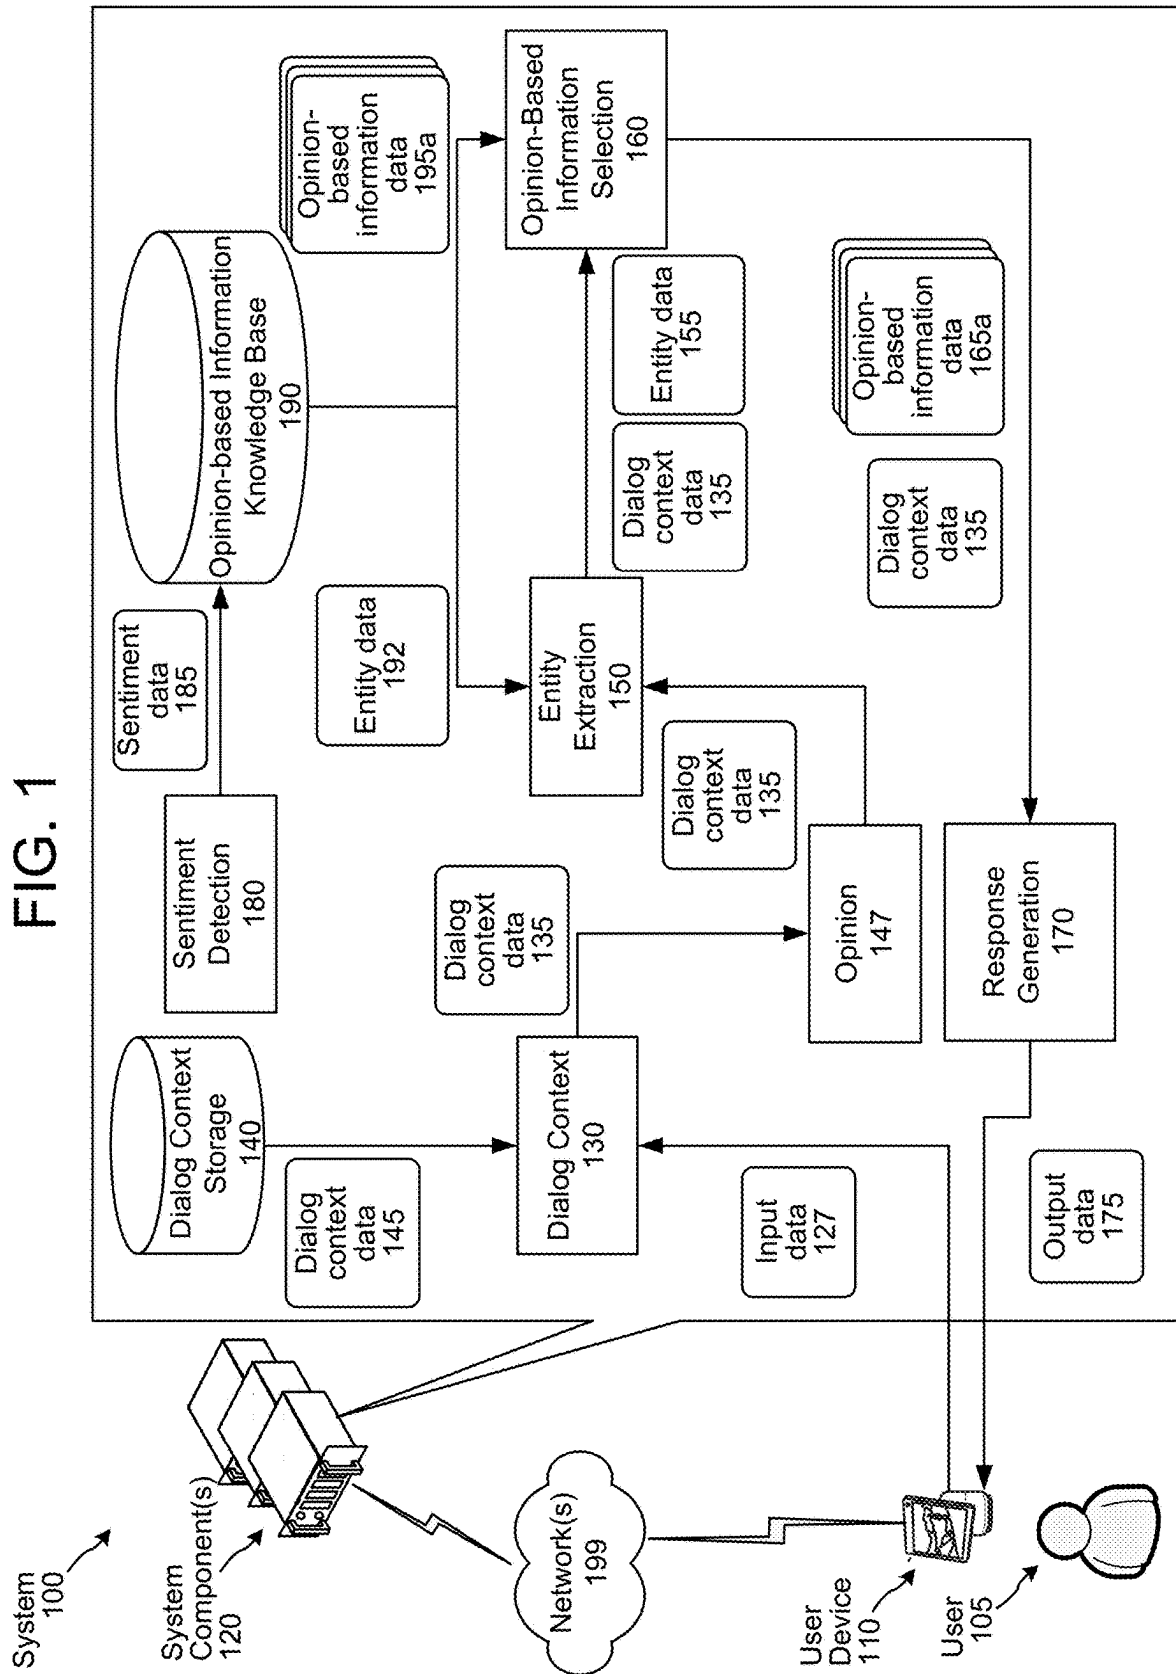 FIG. 1
System
100
System
Component(s)
120
Network(s)
199
User
Device
110
User
105
Dialog Context
Storage
140
Dialog
context
data
145
Dialog Context
130
Input
data
127
Output
data
175
Sentiment
Detection
180
Sentiment
data
185
Dialog
context
data
135
Opinion
147
Response
Generation
170
Opinion-based Information
Knowledge Base
190
Entity data
192
Entity
Extraction
150
Dialog
context
data
135
Opinion-
based
information
data
195a
Opinion-Based
Information
Selection
160
Entity data
155
Dialog
context
data
135
Opinion-
based
information
data
165a
Dialog
context
data
135